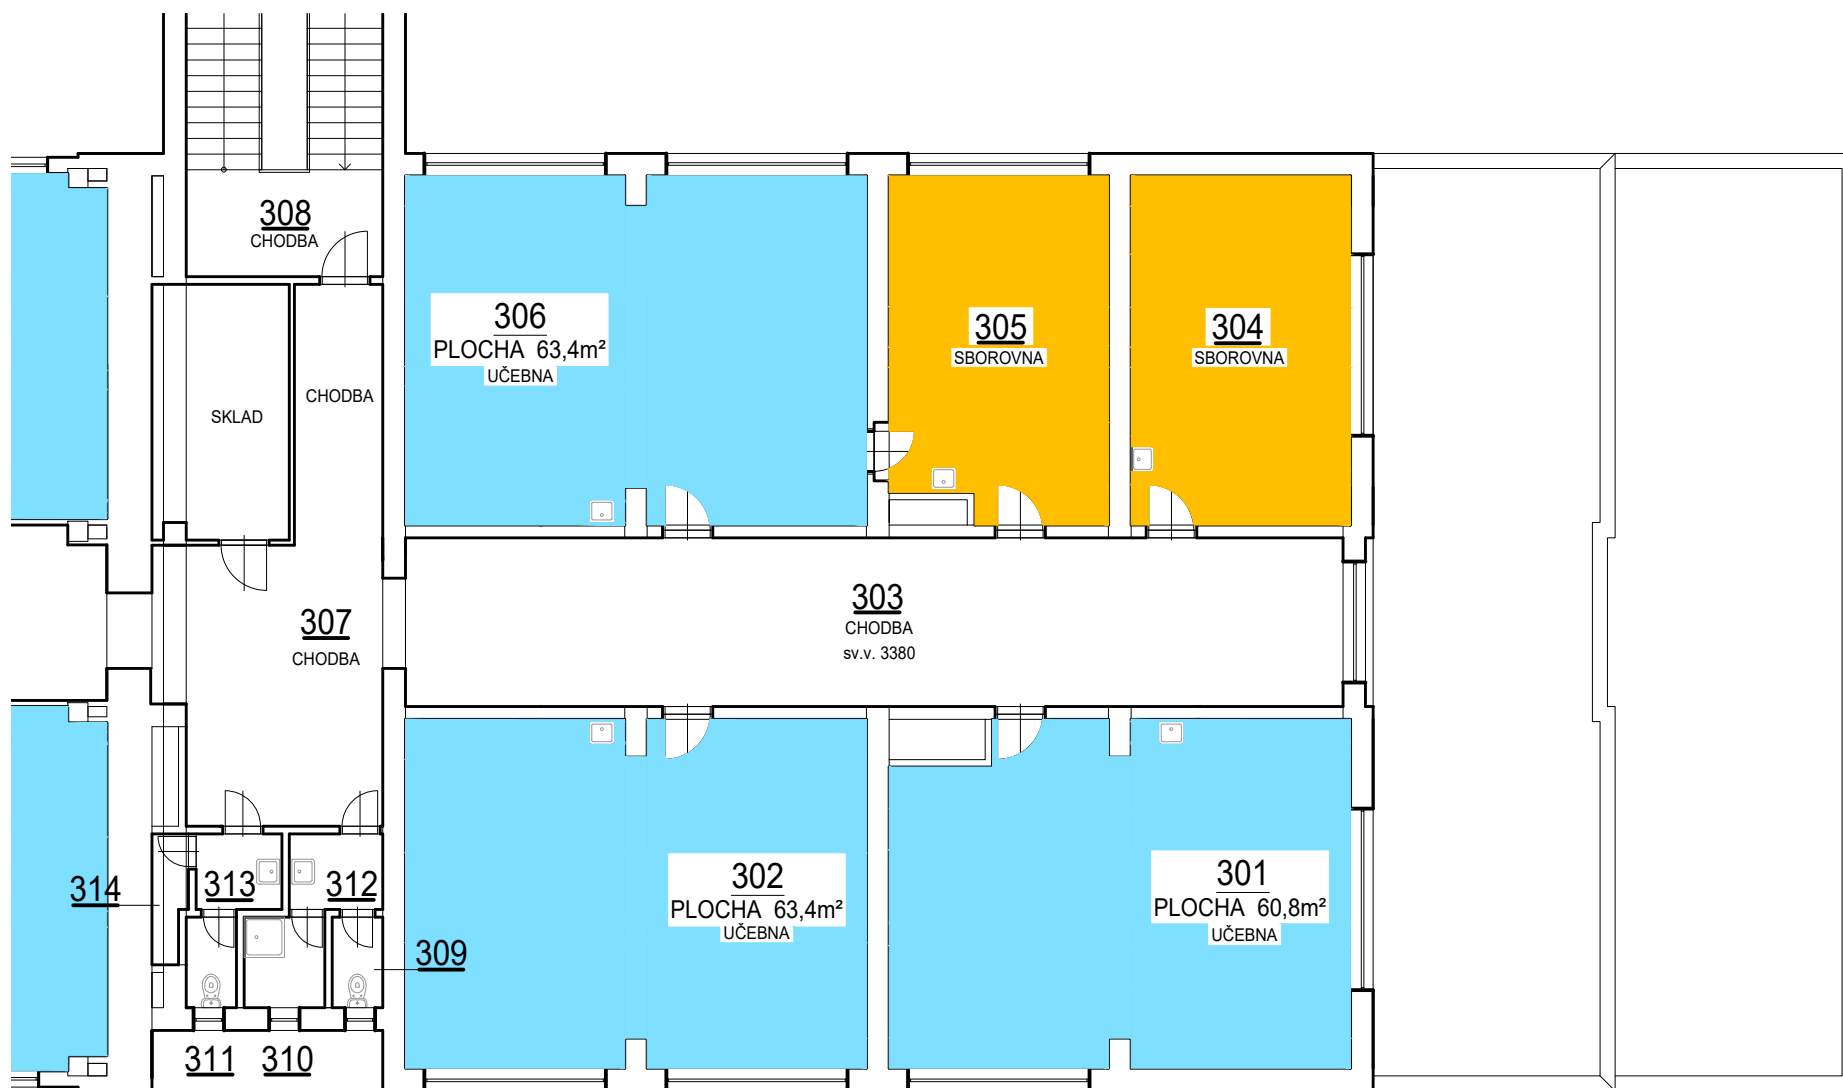 308
CHODBA
306
PLOCHA 63,4m²
UČEBNA
305
SBOROVNA
304
SBOROVNA
CHODBA
SKLAD
307
CHODBA
303
CHODBA
sv.v. 3380
314
313
312
309
302
PLOCHA 63,4m²
UČEBNA
301
PLOCHA 60,8m²
UČEBNA
311
310